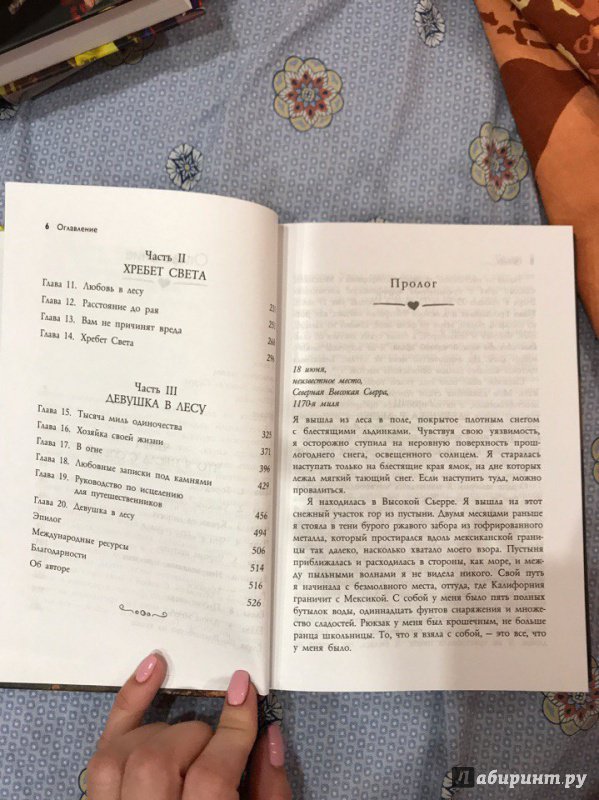 6 Оглавление
Часть II
ХРЕБЕТ СВЕТА
Глава 11. Любовь в лесу
Глава 12. Расстояние до рая
Глава 13. Вам не причинят вреда
Глава 14. Хребет Света
Часть III
ДЕВУШКА В ЛЕСУ
Глава 15. Тысяча миль одиночества 325
Глава 16. Хозяйка своей жизни 371
Глава 17. В огне 396
Глава 18. Любовные записки под камнями 429
Глава 19. Руководство по исцелению
для путешественников 456
Глава 20. Девушка в лесу 494
Эпилог 506
Международные ресурсы 514
Благодарности 516
Об авторе 526
Пролог
18 июня,
неизвестное место,
Северная Высокая Сьерра,
1170-я миля
Я вышла из леса в поле, покрытое плотным снегом
с блестящими льдинками. Чувствуя свою уязвимость,
я осторожно ступила на неровную поверхность прош-
логоднего снега, освещенного солнцем. Я старалась
наступать только на блестящие края ямок, на дне которых
лежал мягкий тающий снег. Если наступить туда, можно
провалиться.
Я находилась в Высокой Сьерре. Я вышла на этот
снежный участок гор из пустыни. Двумя месяцами раньше
я стояла в тени бурого ржавого забора из гофрированного
металла, который простирался вдоль мексиканской грани-
цы так далеко, насколько хватало моего взора. Пустыня
приближалась и расходилась в стороны, как море, и меж-
ду пыльными волнами я не видела никого. Свой путь
я начинала с безмолвного места, оттуда, где Калифорния
граничит с Мексикой. С собой у меня было пять полных
бутылок воды, одиннадцать фунтов снаряжения и множе-
ство сладостей. Рюкзак у меня был крошечным, не больше
ранца школьницы. То, что я взяла с собой, – это все, что
у меня было.
Лабиринт.ру